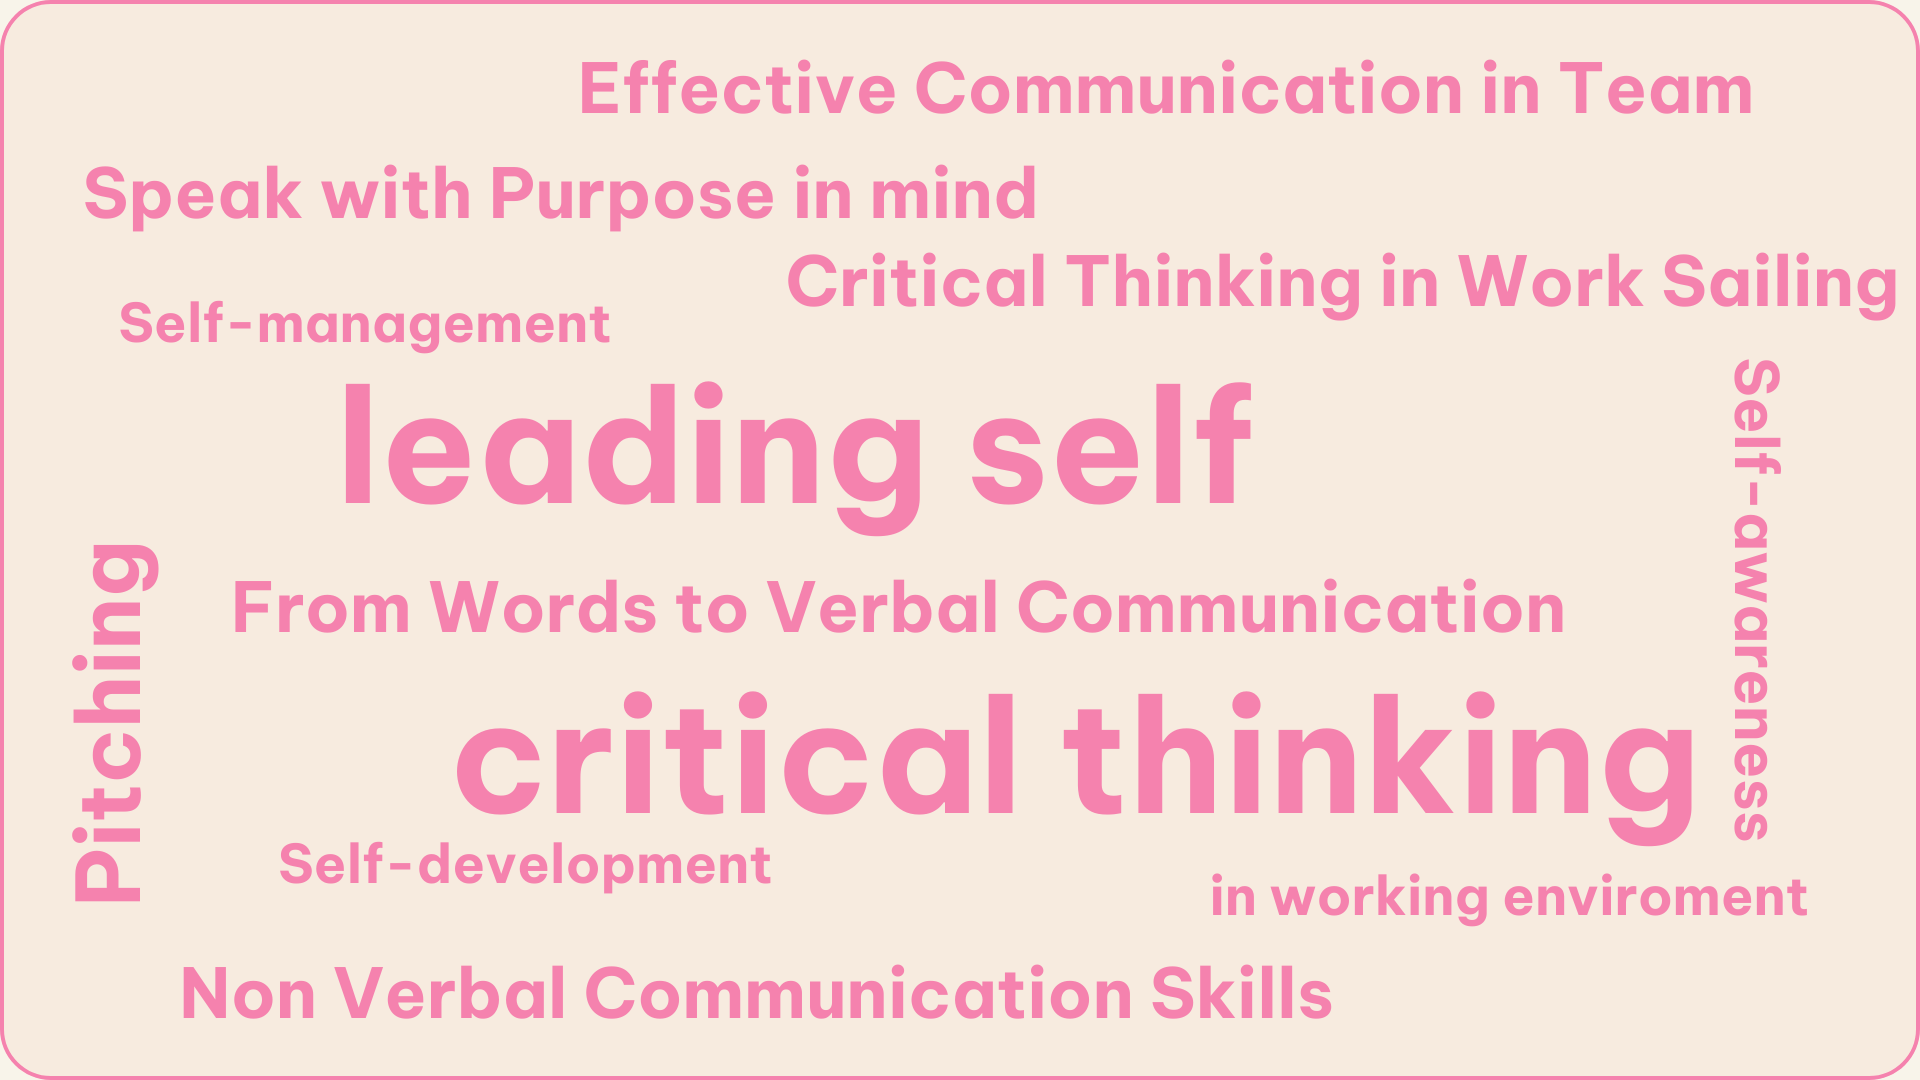 Effective Communication in Team
Speak with Purpose in mind
Critical Thinking in Work Sailing
Self-management
leading self
Self-awareness
Pitching
From Words to Verbal Communication
critical thinking
Self-development
in working enviroment
Non Verbal Communication Skills